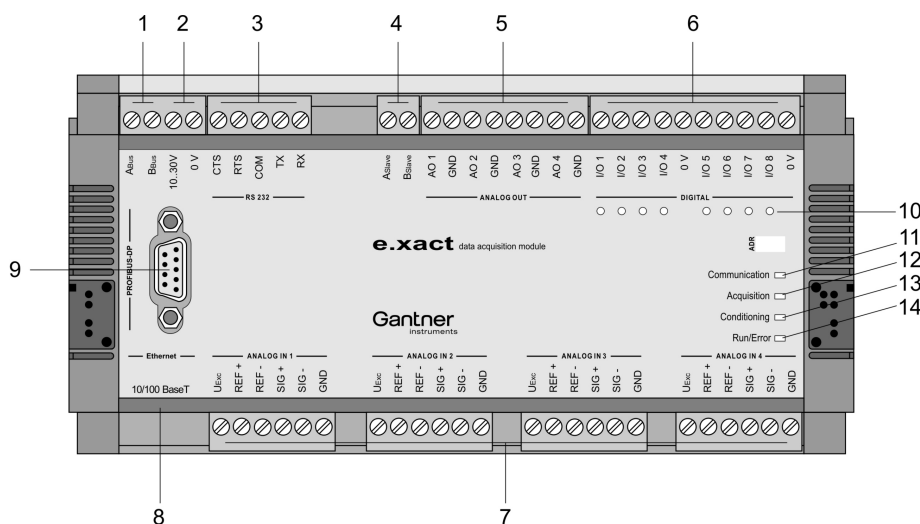 1 2 3 4 5 6
ABus BBus 10...30V 0 V CTS RTS COM TX RX ASlave BSlave AO 1 GND AO 2 GND AO 3 GND AO 4 GND I/O 1 I/O 2 I/O 3 I/O 4 0 V I/O 5 I/O 6 I/O 7 I/O 8 0 V
RS 232 ANALOG OUT DIGITAL
10
PROFIBUS-DP
e.xact data acquisition module
ADR
9
Communication 11
Acquisition 12
Conditioning 13
Run/Error 14
Gantner
instruments
Ethernet ANALOG IN 1 ANALOG IN 2 ANALOG IN 3 ANALOG IN 4
10/100 BaseT
UExc REF + REF - SIG + SIG - GND UExc REF + REF - SIG + SIG - GND UExc REF + REF - SIG + SIG - GND UExc REF + REF - SIG + SIG - GND
8 7